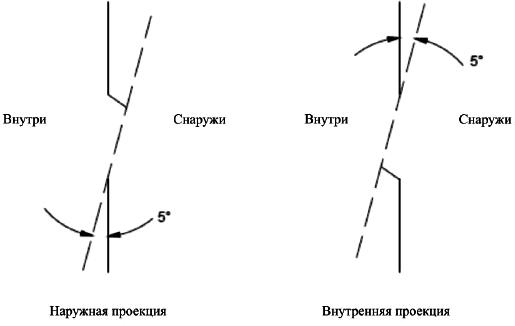 5°
Внутри
Снаружи
Внутри
Снаружи
5°
Наружная проекция
Внутренняя проекция